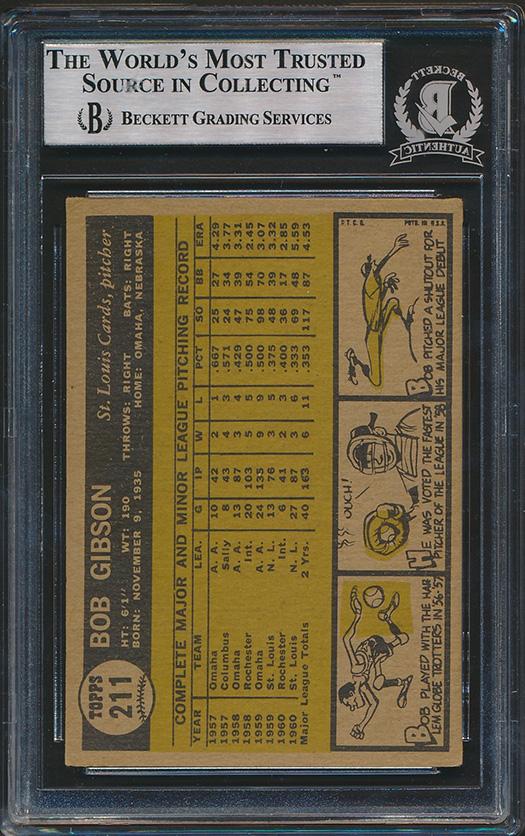 THE WORLD'S MOST TRUSTED
SOURCE IN COLLECTING™
B BECKETT GRADING SERVICES
BECKETT
AUTHENTIC
TOPPS
211
BOB GIBSON St. Louis Cards, pitcher
HT: 6'1" WT: 190 THROWS: RIGHT BATS: RIGHT
BORN: NOVEMBER 9, 1935 HOME: OMAHA, NEBRASKA
COMPLETE MAJOR AND MINOR LEAGUE PITCHING RECORD
YEAR TEAM LEA. G IP W L PCT SO BB ERA
1957 Omaha A. A. 10 42 2 1 .667 25 27 4.29
1957 Columbus Sally 8 43 4 3 .571 24 34 3.77
1958 Omaha A. A. 13 87 3 4 .429 47 39 3.31
1958 Rochester Int. 20 103 5 5 .500 75 54 2.45
1959 Omaha A. A. 24 135 9 9 .500 98 70 3.07
1959 St. Louis N. L. 13 76 3 5 .375 48 39 3.32
1960 Rochester Int. 6 41 2 3 .400 36 17 2.85
1960 St. Louis N. L. 27 87 3 6 .333 69 48 5.59
Major League Totals 2 Yrs. 40 163 6 11 .353 117 87 4.53
BOB PLAYED WITH THE HAR
LEM GLOBE TROTTERS IN '56-'57
OUCH!
HE WAS VOTED THE FASTEST
PITCHER OF THE LEAGUE IN '58
©T.C.G. PRTD. IN U.S.A.
BOB PITCHED A SHUTOUT FOR
HIS MAJOR LEAGUE DEBUT